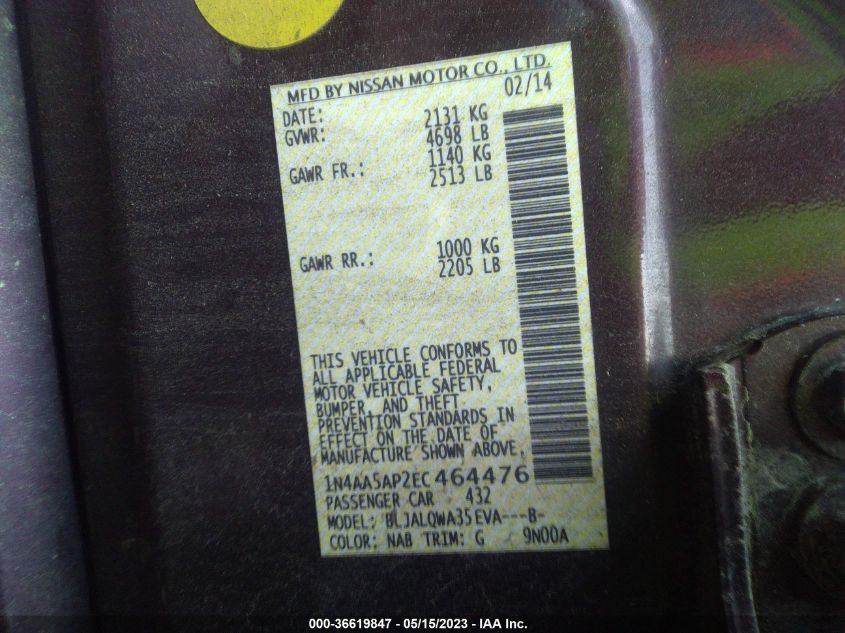 MFD BY NISSAN MOTOR CO., LTD.
DATE: 02/14
GVWR: 2131 KG
4698 LB
GAWR FR.: 1140 KG
2513 LB
GAWR RR.: 1000 KG
2205 LB
THIS VEHICLE CONFORMS TO
ALL APPLICABLE FEDERAL
MOTOR VEHICLE SAFETY,
BUMPER, AND THEFT
PREVENTION STANDARDS IN
EFFECT ON THE DATE OF
MANUFACTURE SHOWN ABOVE.
1N4AA5AP2EC464476
PASSENGER CAR 432
MODEL: BLJALQWA35EVA---B-
COLOR: NAB TRIM: G 9N00A
000-36619847 - 05/15/2023 - IAA Inc.